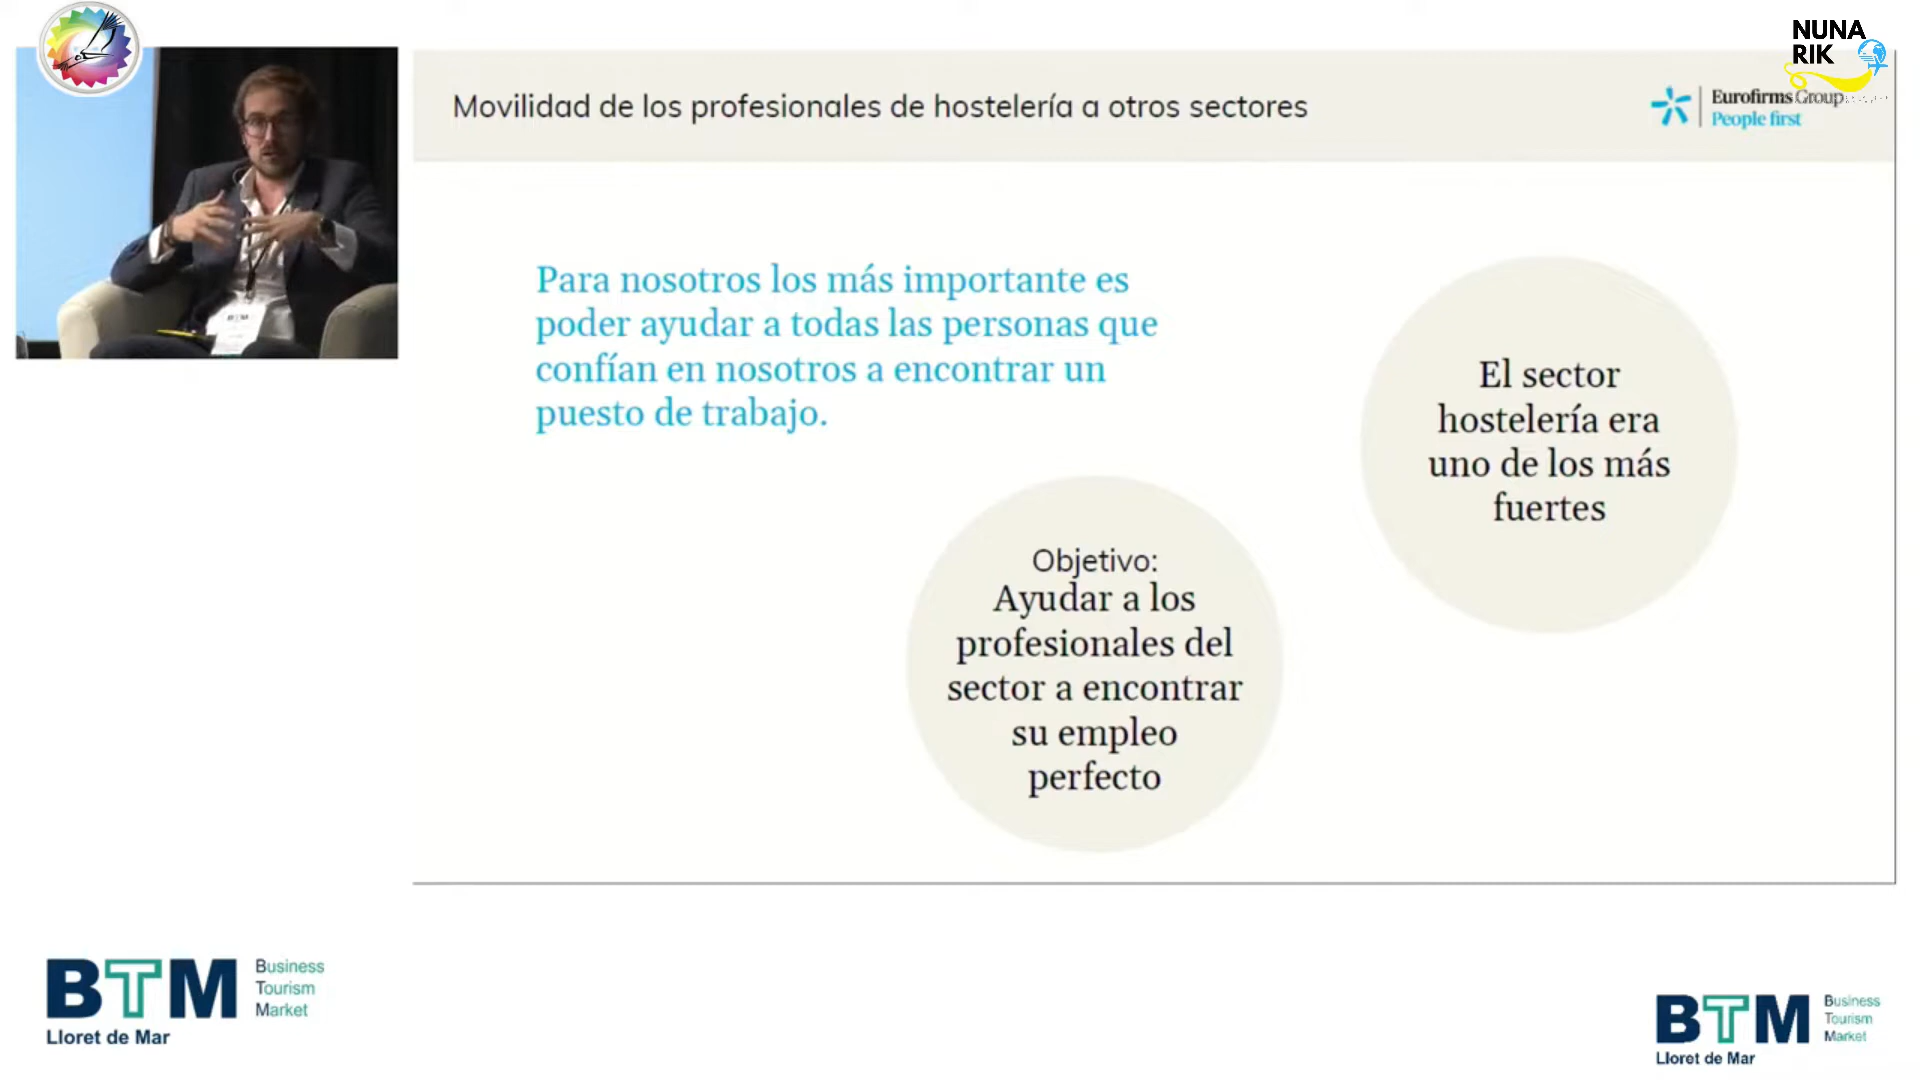 NUNA
RIK
Movilidad de los profesionales de hostelería a otros sectores
Eurofirms Group
People first
Para nosotros los más importante es
poder ayudar a todas las personas que
confían en nosotros a encontrar un
puesto de trabajo.
El sector
hostelería era
uno de los más
fuertes
Objetivo:
Ayudar a los
profesionales del
sector a encontrar
su empleo
perfecto
BTM
Business
Tourism
Market
Lloret de Mar
BTM
Business
Tourism
Market
Lloret de Mar
BTM